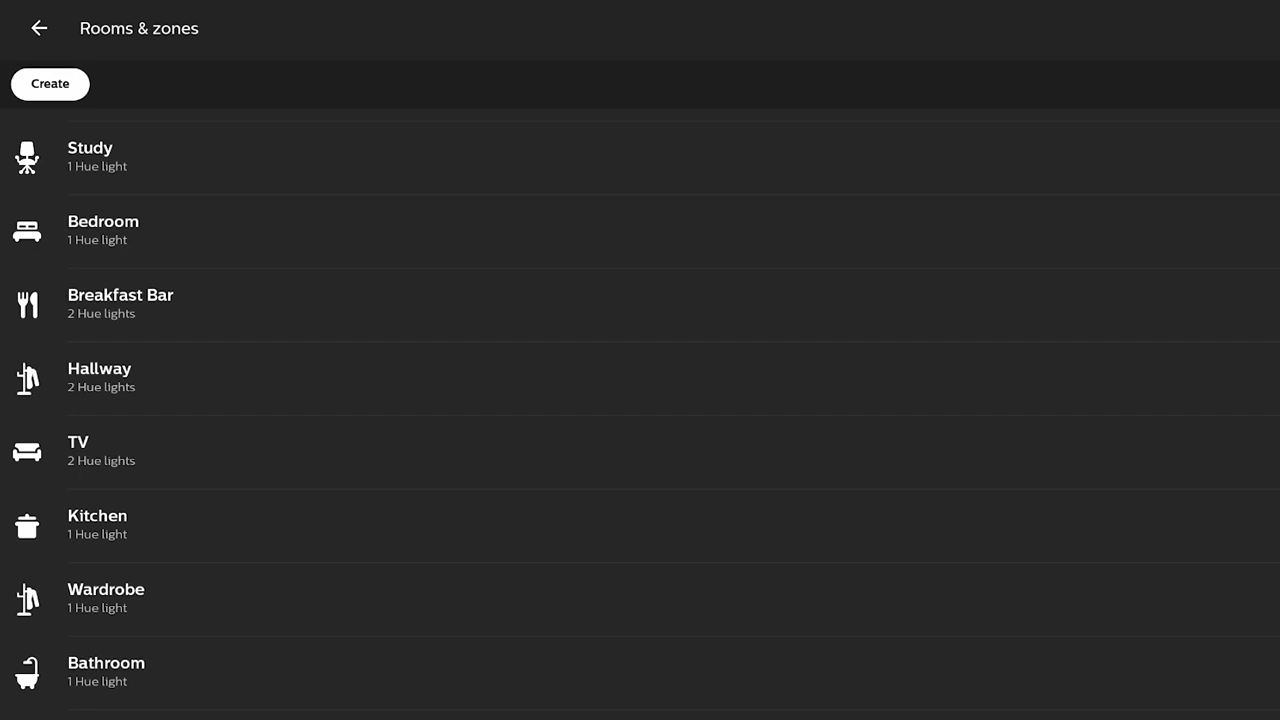 Rooms & zones
Create
Study
1 Hue light
Bedroom
1 Hue light
Breakfast Bar
2 Hue lights
Hallway
2 Hue lights
TV
2 Hue lights
Kitchen
1 Hue light
Wardrobe
1 Hue light
Bathroom
1 Hue light